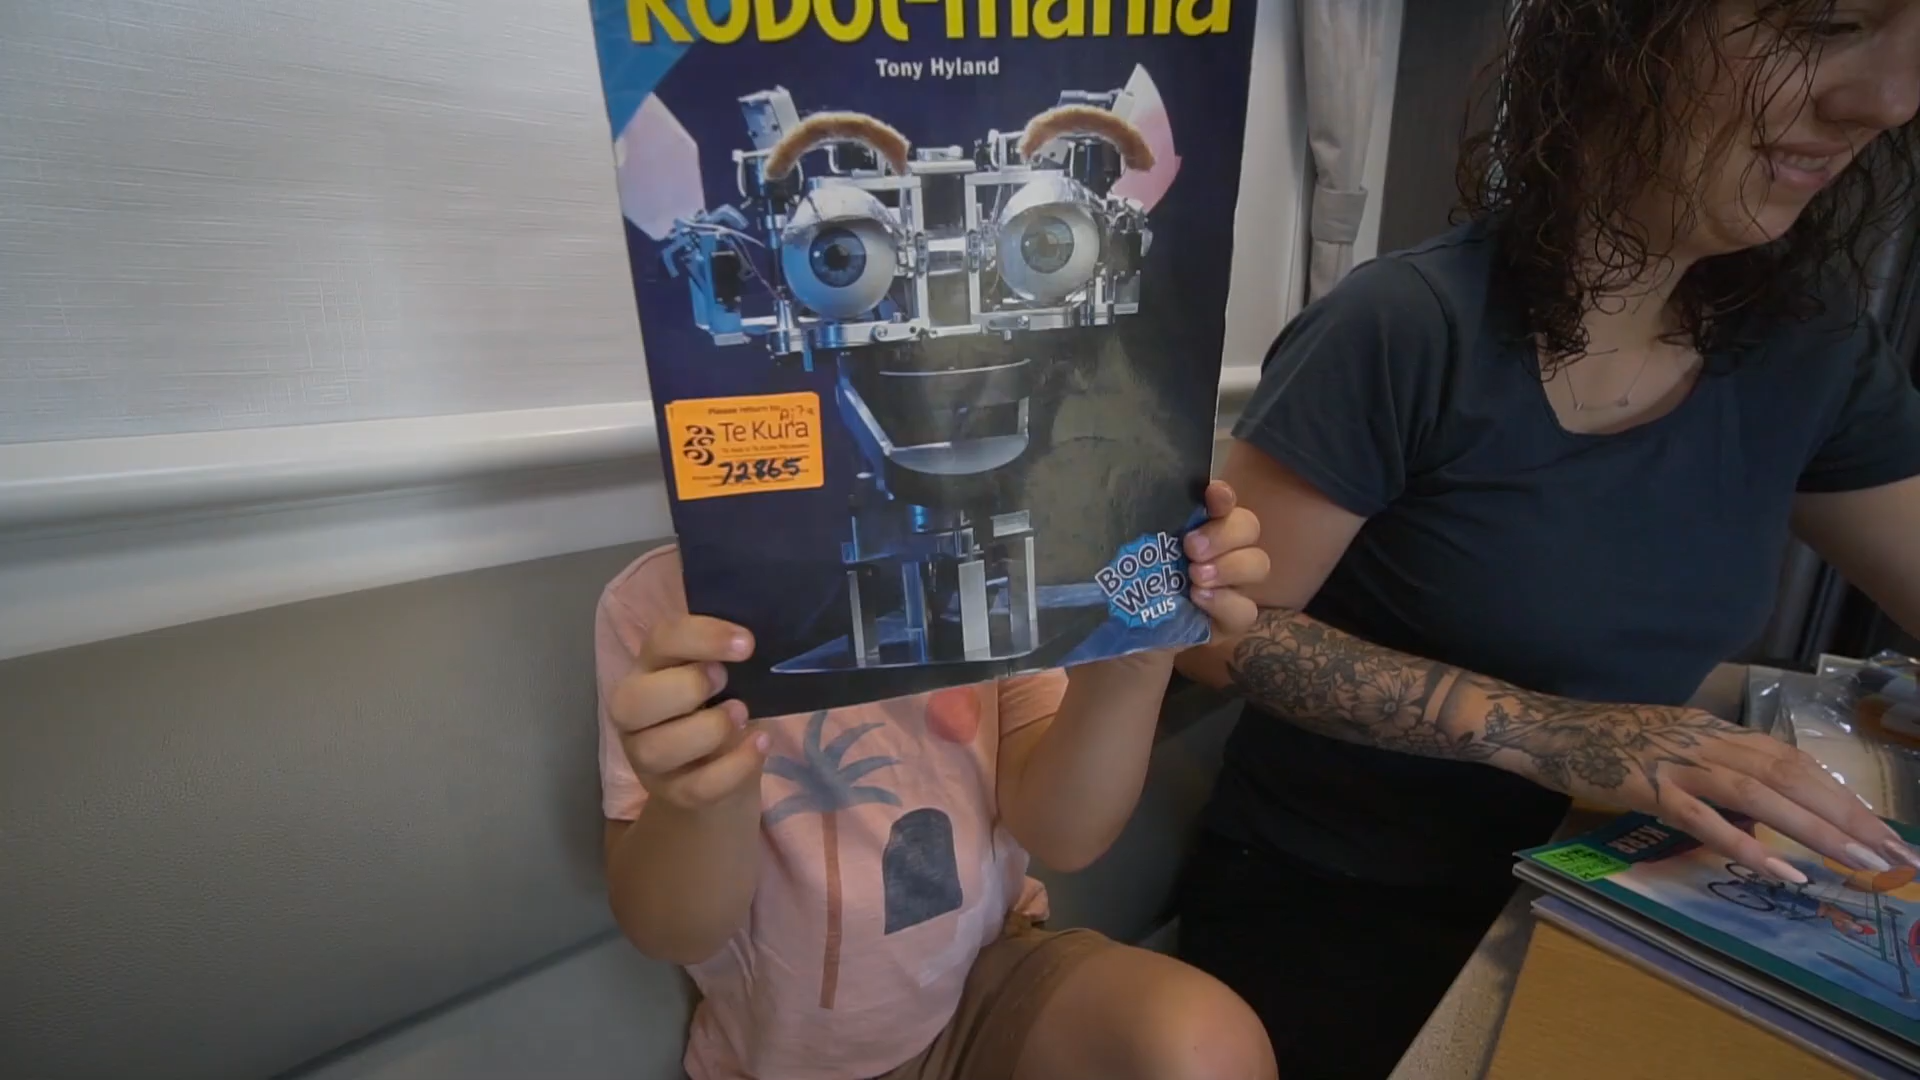 Robot-mania
Tony Hyland
Please return to
Te Kura
72865
BOOK
Web
PLUS